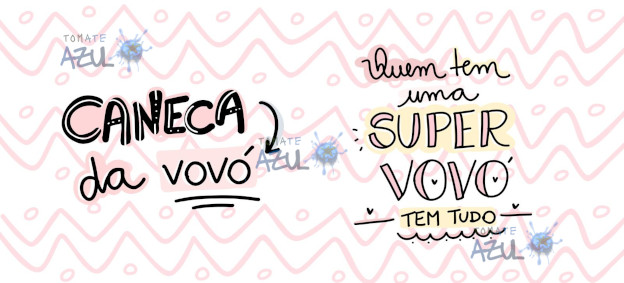 TOMATE
AZUL
CANECA
da VOVÓ
TOMATE
AZUL
Quem tem
uma
SUPER
VOVÓ
TEM TUDO
TOMATE
AZUL